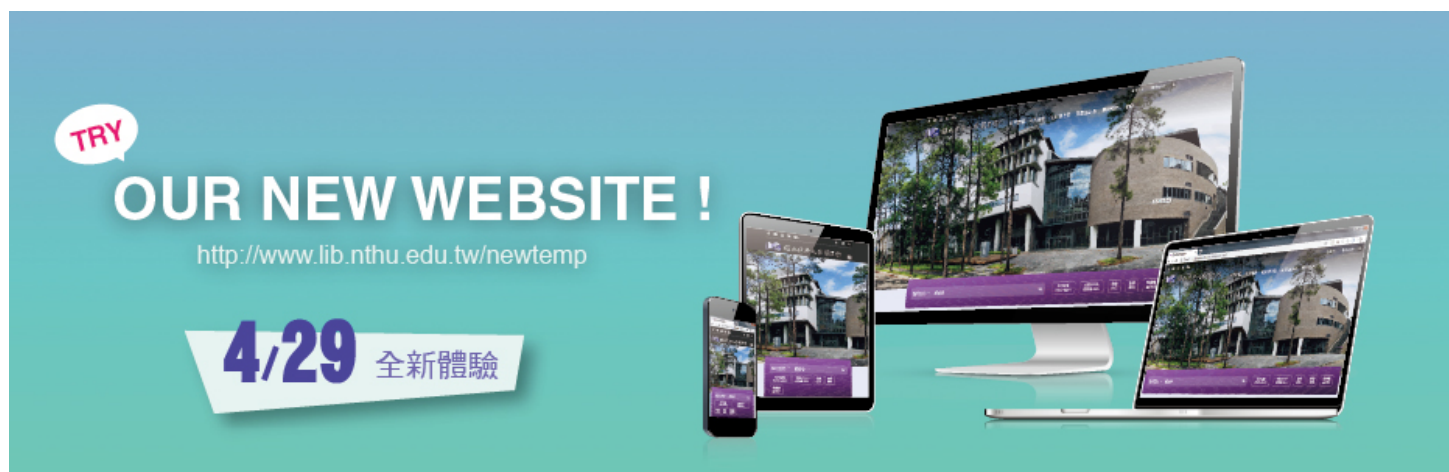 TRY
OUR NEW WEBSITE !
http://www.lib.nthu.edu.tw/newtemp
4/29 全新體驗